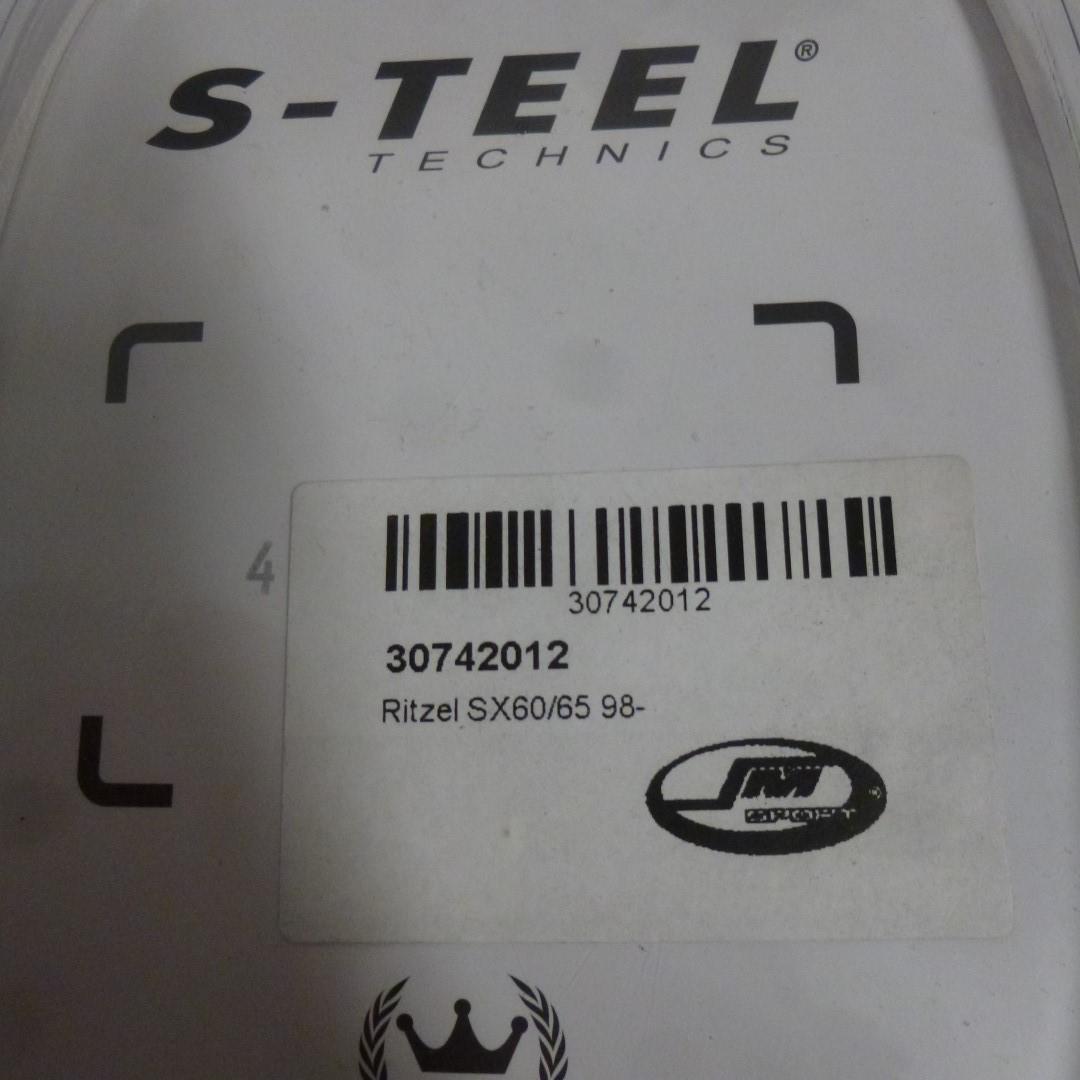 S-TEEL®
TECHNICS
4
30742012
30742012
Ritzel SX60/65 98-